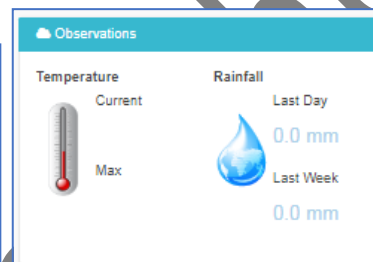 Observations
Temperature
Current
Max
Rainfall
Last Day
0.0 mm
Last Week
0.0 mm